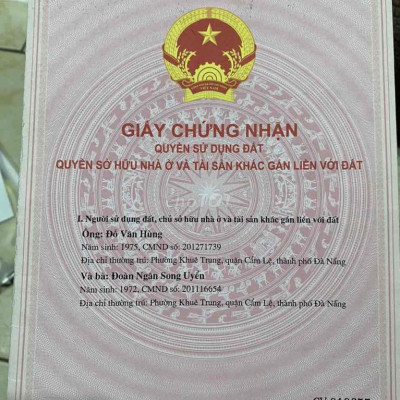 GIẤY CHỨNG NHẬN
QUYỀN SỬ DỤNG ĐẤT
QUYỀN SỞ HỮU NHÀ Ở VÀ TÀI SẢN KHÁC GẮN LIỀN VỚI ĐẤT
I. Người sử dụng đất, chủ sở hữu nhà ở và tài sản khác gắn liền với đất
Ông: Đỗ Văn Hùng
Năm sinh: 1975, CMND số: 201271739
Địa chỉ thường trú: Phường Khuê Trung, quận Cẩm Lệ, thành phố Đà Nẵng
Và bà: Đoàn Ngân Song Uyển
Năm sinh: 1972, CMND số: 201116654
Địa chỉ thường trú: Phường Khuê Trung, quận Cẩm Lệ, thành phố Đà Nẵng